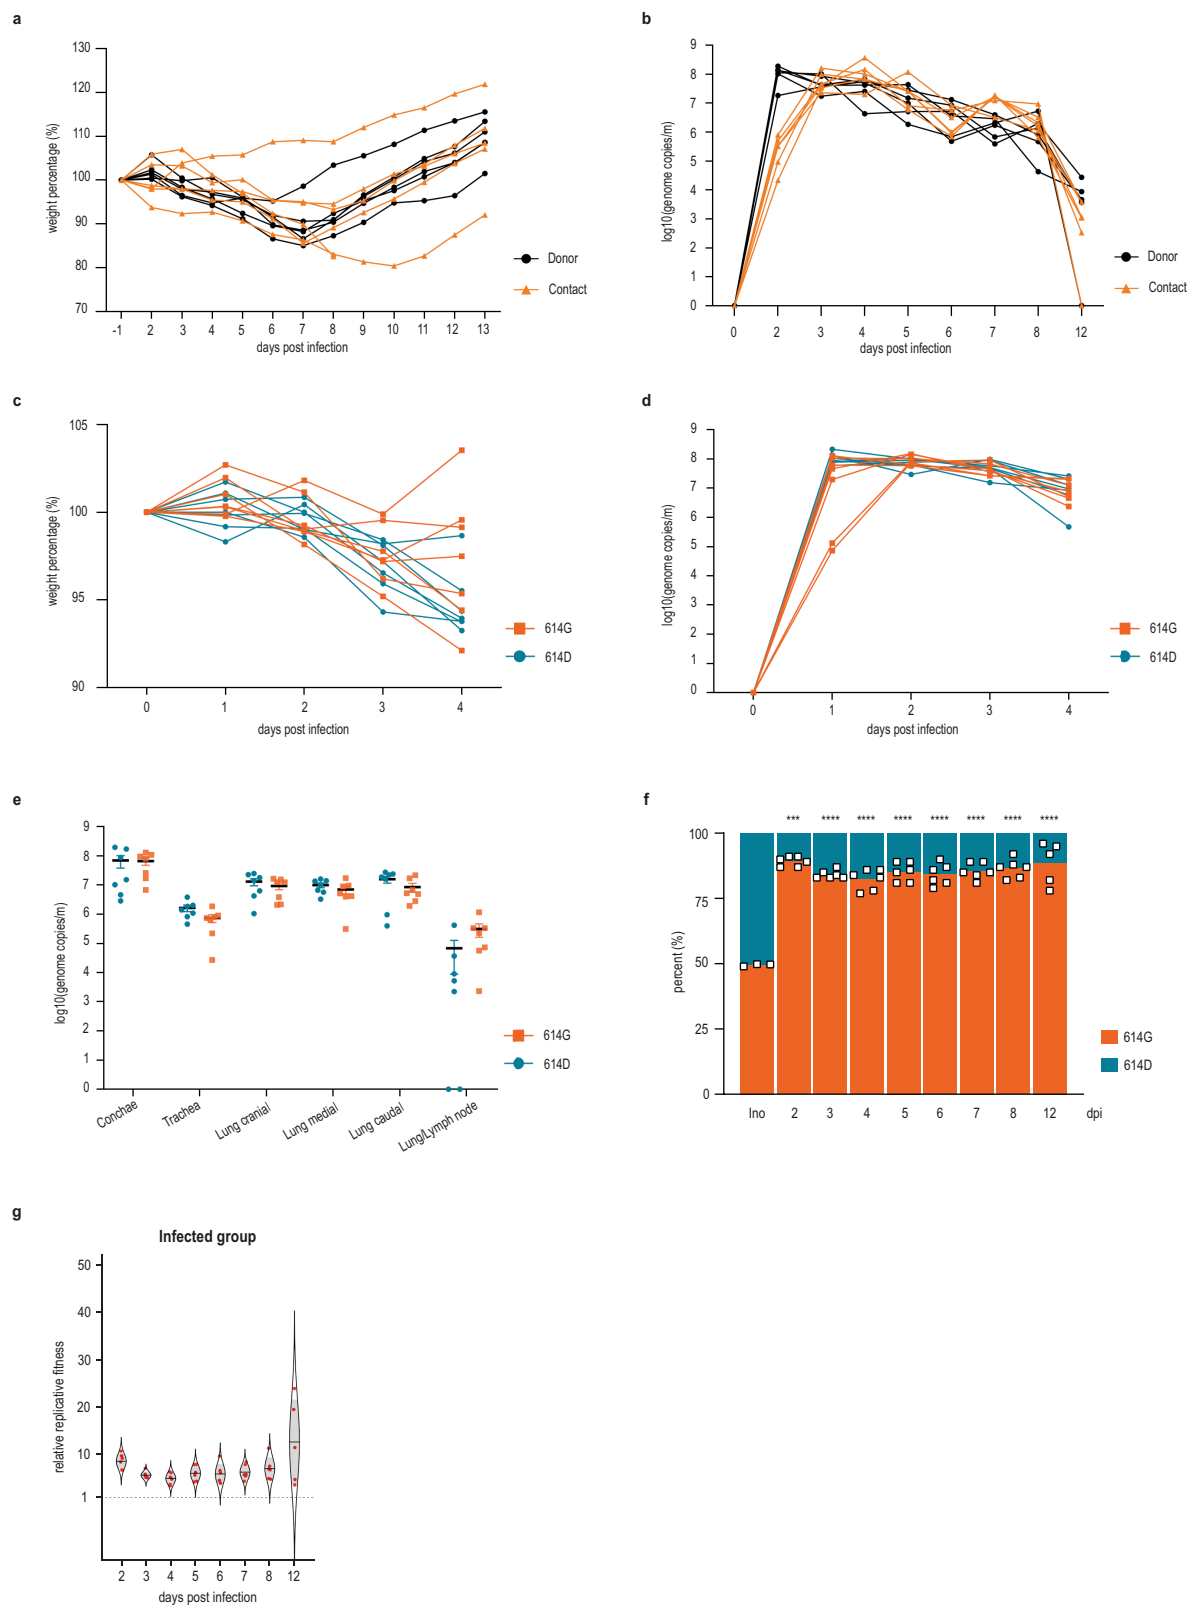 a
130
120
110
100
90
80
70
weight percentage (%)
-1 2 3 4 5 6 7 8 9 10 11 12 13
days post infection
Donor
Contact
b
9
8
7
6
5
4
3
2
1
0
log10(genome copies/m)
0 2 3 4 5 6 7 8 12
days post infection
Donor
Contact
c
105
100
95
90
weight percentage (%)
0 1 2 3 4
days post infection
614G
614D
d
9
8
7
6
5
4
3
2
1
0
log10(genome copies/m)
0 1 2 3 4
days post infection
614G
614D
e
9
8
7
6
5
4
3
2
1
0
log10(genome copies/m)
Conchae Trachea Lung cranial Lung medial Lung caudal Lung/Lymph node
614G
614D
f
*** **** **** **** **** **** **** ****
100
75
50
25
0
percent (%)
Ino 2 3 4 5 6 7 8 12 dpi
614G
614D
g
Infected group
50
40
30
20
10
1
relative replicative fitness
2 3 4 5 6 7 8 12
days post infection